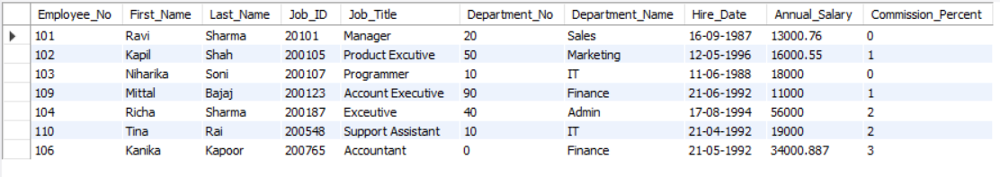 Employee_No First_Name Last_Name Job_ID Job_Title Department_No Department_Name Hire_Date Annual_Salary Commission_Percent
101 Ravi Sharma 20101 Manager 20 Sales 16-09-1987 13000.76 0
102 Kapil Shah 200105 Product Excutive 50 Marketing 12-05-1996 16000.55 1
103 Niharika Soni 200107 Programmer 10 IT 11-06-1988 18000 0
109 Mittal Bajaj 200123 Account Executive 90 Finance 21-06-1992 11000 1
104 Richa Sharma 200187 Exceutive 40 Admin 17-08-1994 56000 2
110 Tina Rai 200548 Support Assistant 10 IT 21-04-1992 19000 2
106 Kanika Kapoor 200765 Accountant 0 Finance 21-05-1992 34000.887 3